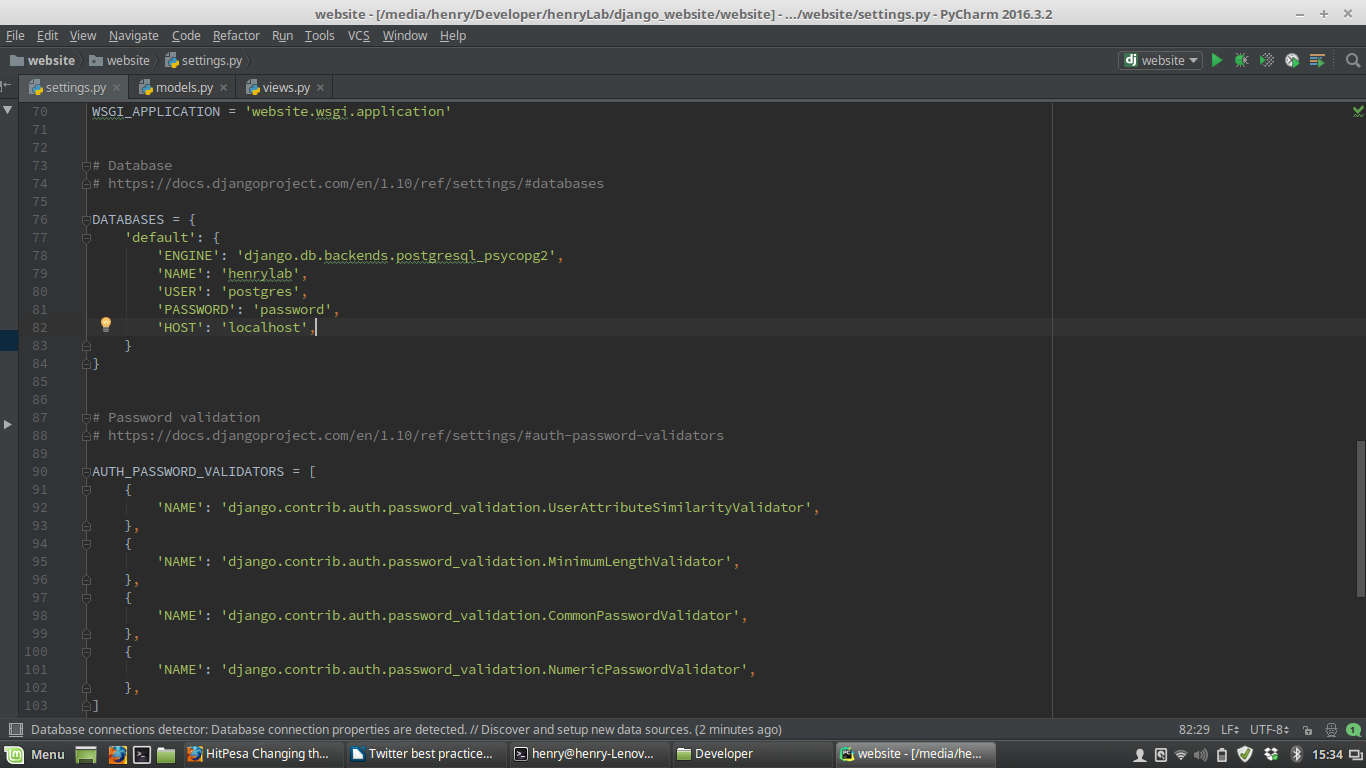 website - [/media/henry/Developer/henryLab/django_website/website] - .../website/settings.py - PyCharm 2016.3.2
File Edit View Navigate Code Refactor Run Tools VCS Window Help
website website settings.py
dj website
settings.py models.py views.py
70 WSGI_APPLICATION = 'website.wsgi.application'
71
72
73 # Database
74 # https://docs.djangoproject.com/en/1.10/ref/settings/#databases
75
76 DATABASES = {
77 'default': {
78 'ENGINE': 'django.db.backends.postgresql_psycopg2',
79 'NAME': 'henrylab',
80 'USER': 'postgres',
81 'PASSWORD': 'password',
82 'HOST': 'localhost',
83 }
84 }
85
86
87 # Password validation
88 # https://docs.djangoproject.com/en/1.10/ref/settings/#auth-password-validators
89
90 AUTH_PASSWORD_VALIDATORS = [
91 {
92 'NAME': 'django.contrib.auth.password_validation.UserAttributeSimilarityValidator',
93 },
94 {
95 'NAME': 'django.contrib.auth.password_validation.MinimumLengthValidator',
96 },
97 {
98 'NAME': 'django.contrib.auth.password_validation.CommonPasswordValidator',
99 },
100 {
101 'NAME': 'django.contrib.auth.password_validation.NumericPasswordValidator',
102 },
103 ]
Database connections detector: Database connection properties are detected. // Discover and setup new data sources. (2 minutes ago) 82:29 LF UTF-8 1
Menu HitPesa Changing th... Twitter best practice... henry@henry-Lenov... Developer website - [/media/he... 15:34